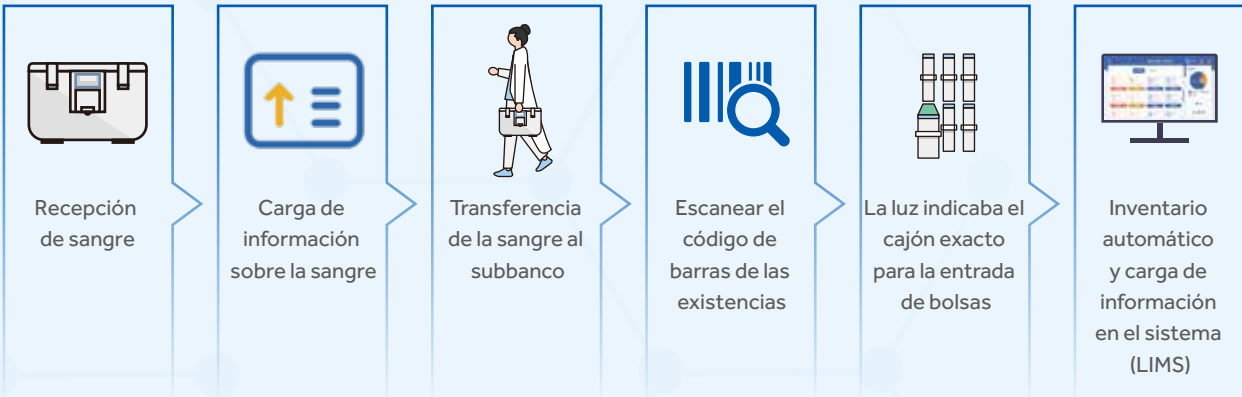 Recepción
de sangre
Carga de
información
sobre la sangre
Transferencia
de la sangre al
subbanco
Escanear el
código de
barras de las
existencias
La luz indicaba el
cajón exacto
para la entrada
de bolsas
Inventario
automático
y carga de
información
en el sistema
(LIMS)